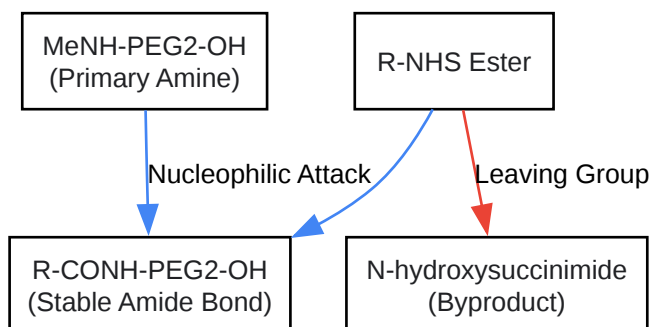 MeNH-PEG2-OH
(Primary Amine)
R-NHS Ester
Nucleophilic Attack
Leaving Group
R-CONH-PEG2-OH
(Stable Amide Bond)
N-hydroxysuccinimide
(Byproduct)